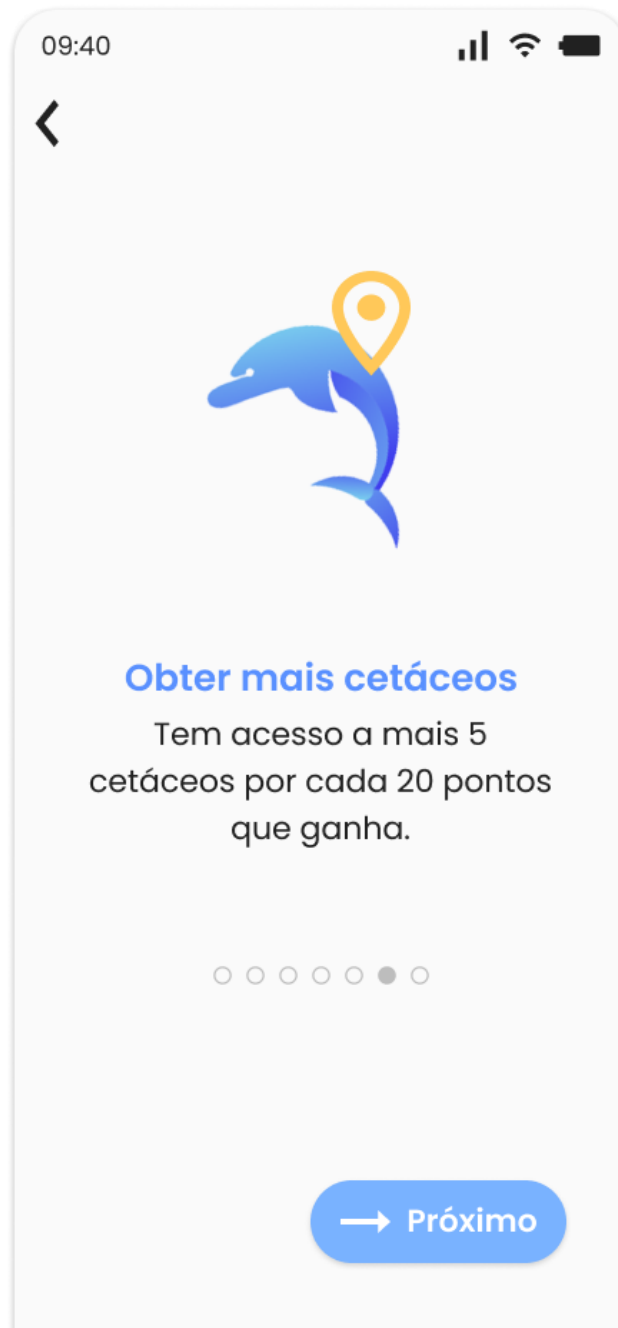 09:40
Obter mais cetáceos
Tem acesso a mais 5
cetáceos por cada 20 pontos
que ganha.
Próximo